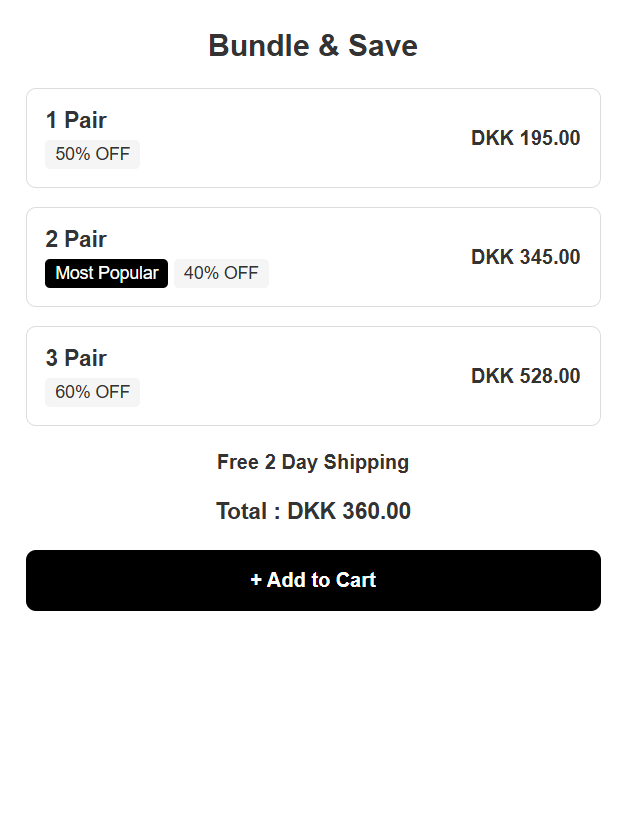 Bundle & Save
1 Pair
50% OFF
DKK 195.00
2 Pair
Most Popular 40% OFF
DKK 345.00
3 Pair
60% OFF
DKK 528.00
Free 2 Day Shipping
Total : DKK 360.00
+ Add to Cart